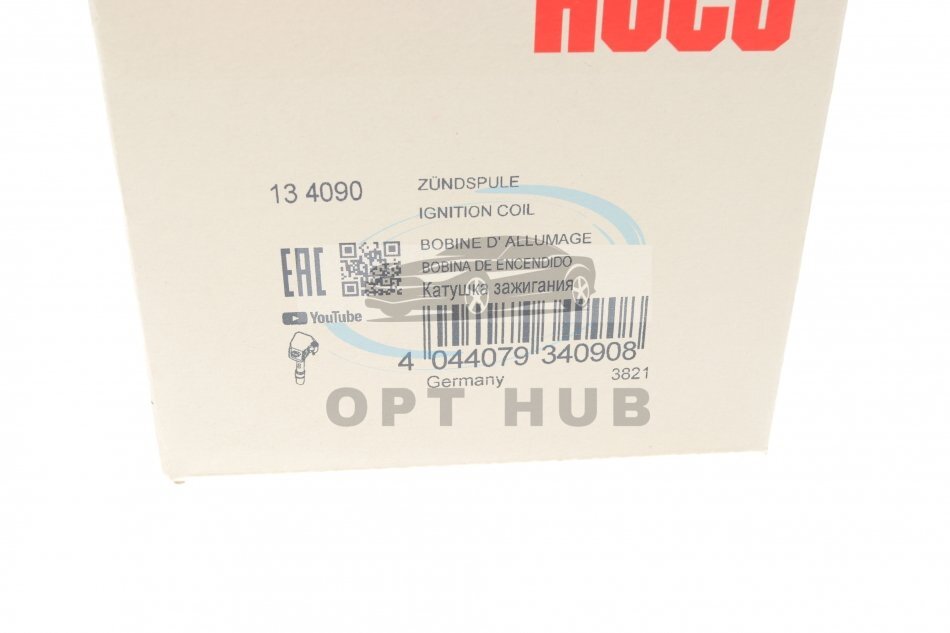 HUCO
13 4090
ZÜNDSPULE
IGNITION COIL
BOBINE D' ALLUMAGE
BOBINA DE ENCENDIDO
Катушка зажигания
EAC
YouTube
4 044079 340908
Germany
3821
OPT HUB